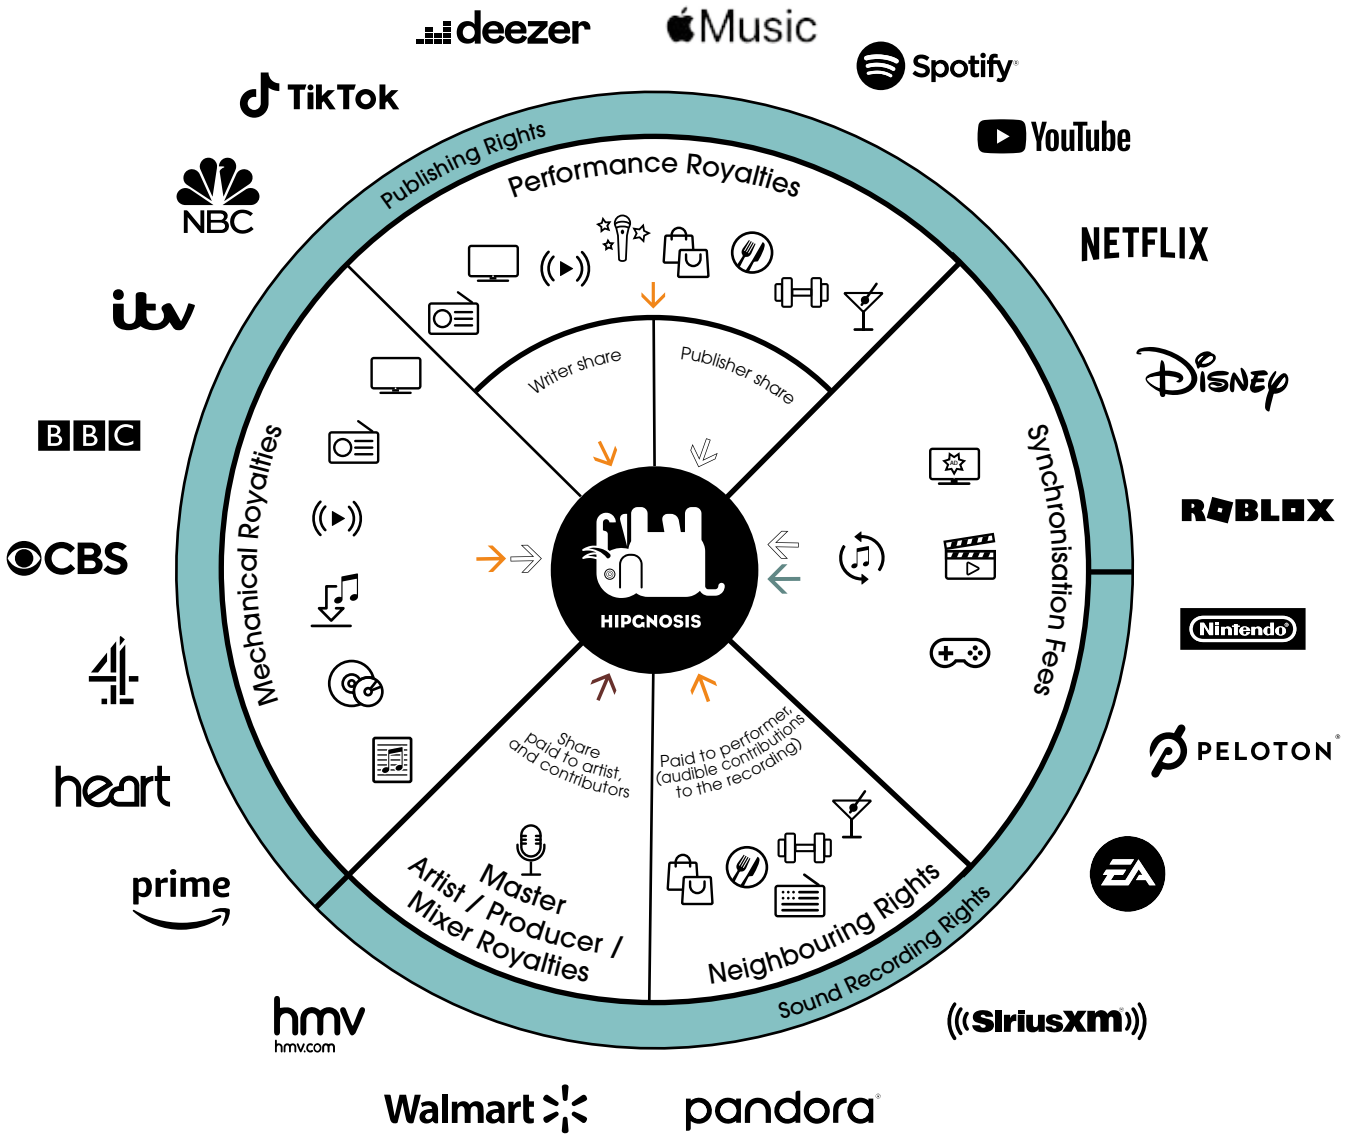 deezer
Music
Spotify
TikTok
YouTube
NBC
NETFLIX
itv
DISNEY
BBC
ROBLOX
CBS
Nintendo
4
PELOTON
heart
EA
prime
((SiriusXM))
hmv
hmv.com
Walmart
pandora
Publishing Rights
Performance Royalties
Writer share
Publisher share
Mechanical Royalties
Synchronisation Fees
AD
HIPGNOSIS
Share
paid to artist,
and contributors
Paid to performer,
(audible contributions
to the recording)
Master
Artist / Producer /
Mixer Royalties
Neighbouring Rights
Sound Recording Rights